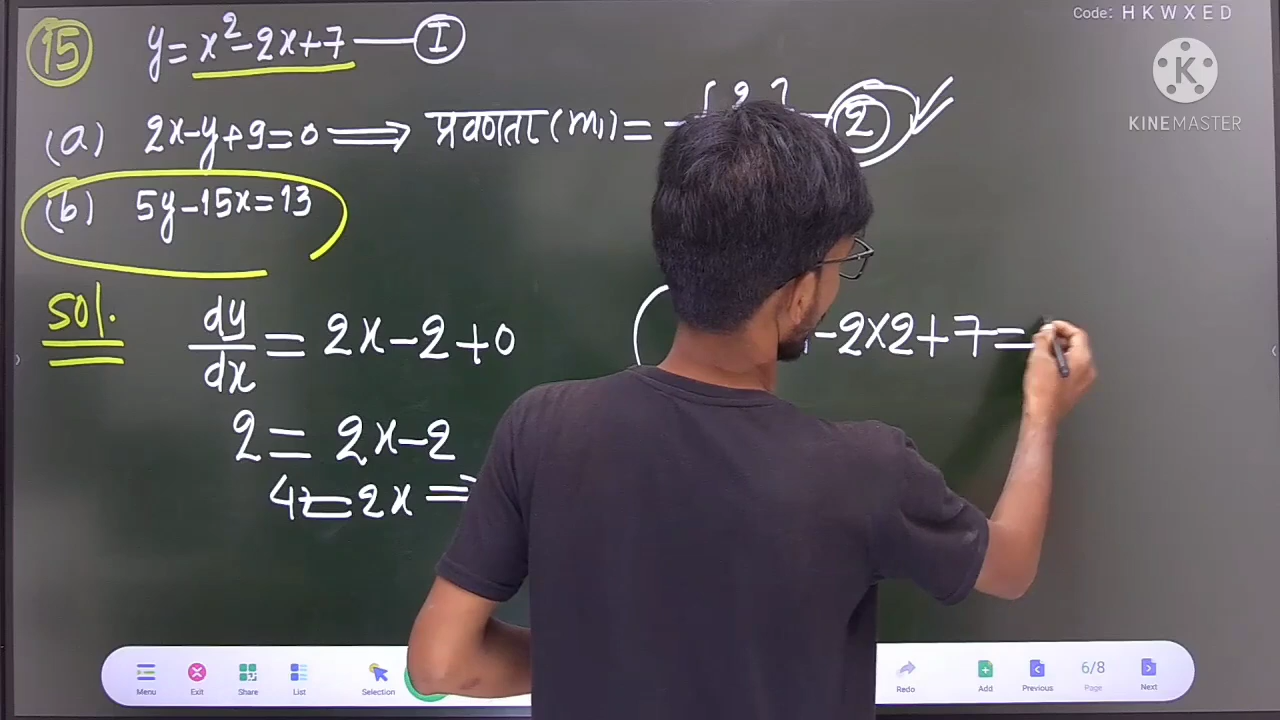 Code: H K W X E D
KINEMASTER
15 y = x²-2x+7 — I
(a) 2x-y+9=0 ⟹ प्रवणता (m₁) = 2
(b) 5y-15x=13
Sol. dy/dx = 2x-2+0
-2×2+7=
2 = 2x-2
4 = 2x ⇒
Menu Exit Share List Selection Redo Add Previous 6/8 Page Next